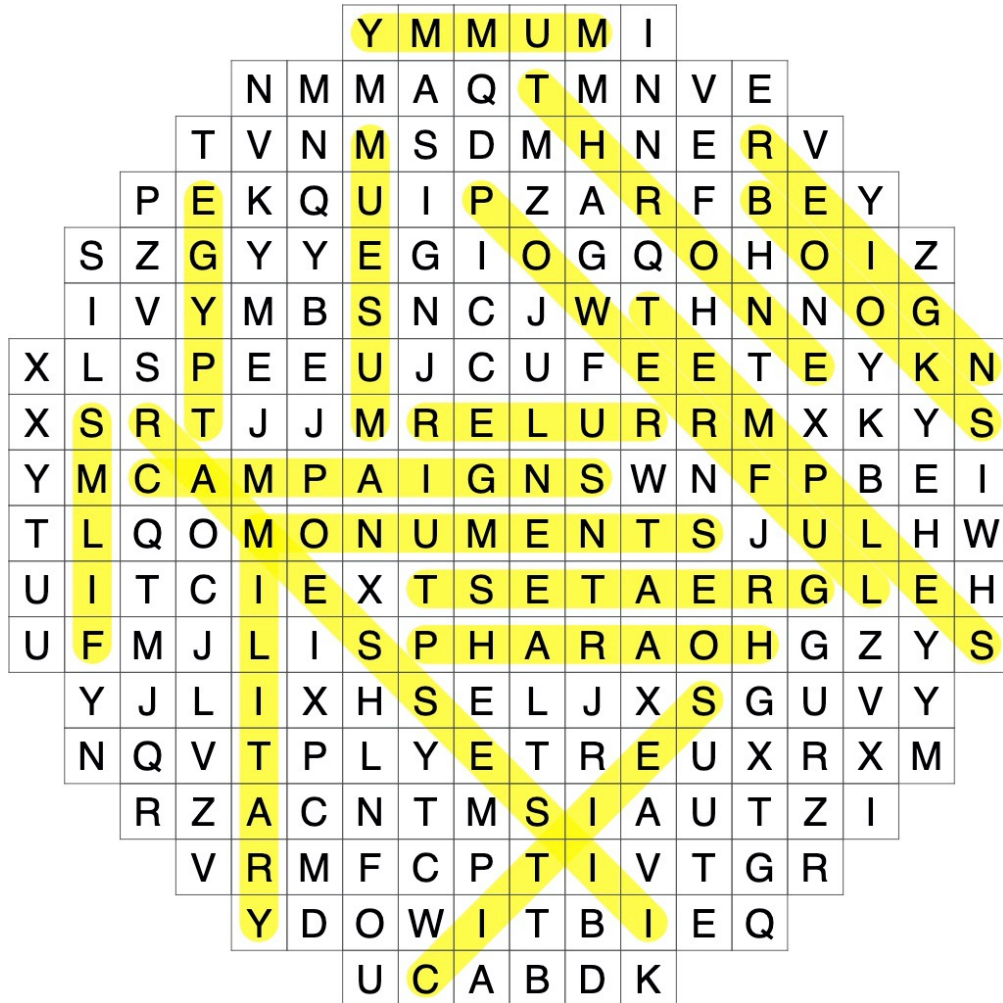 Y M M U M I
N M M A Q T M N V E
T V N M S D M H N E R V
P E K Q U I P Z A R F B E Y
S Z G Y Y E G I O G Q O H O I Z
I V Y M B S N C J W T H N N O G
X L S P E E U J C U F E E T E Y K N
X S R T J J M R E L U R R M X K Y S
Y M C A M P A I G N S W N F P B E I
T L Q O M O N U M E N T S J U L H W
U I T C I E X T S E T A E R G L E H
U F M J L I S P H A R A O H G Z Y S
Y J L I X H S E L J X S G U V Y
N Q V T P L Y E T R E U X R X M
R Z A C N T M S I A U T Z I
V R M F C P T I V T G R
Y D O W I T B I E Q
U C A B D K